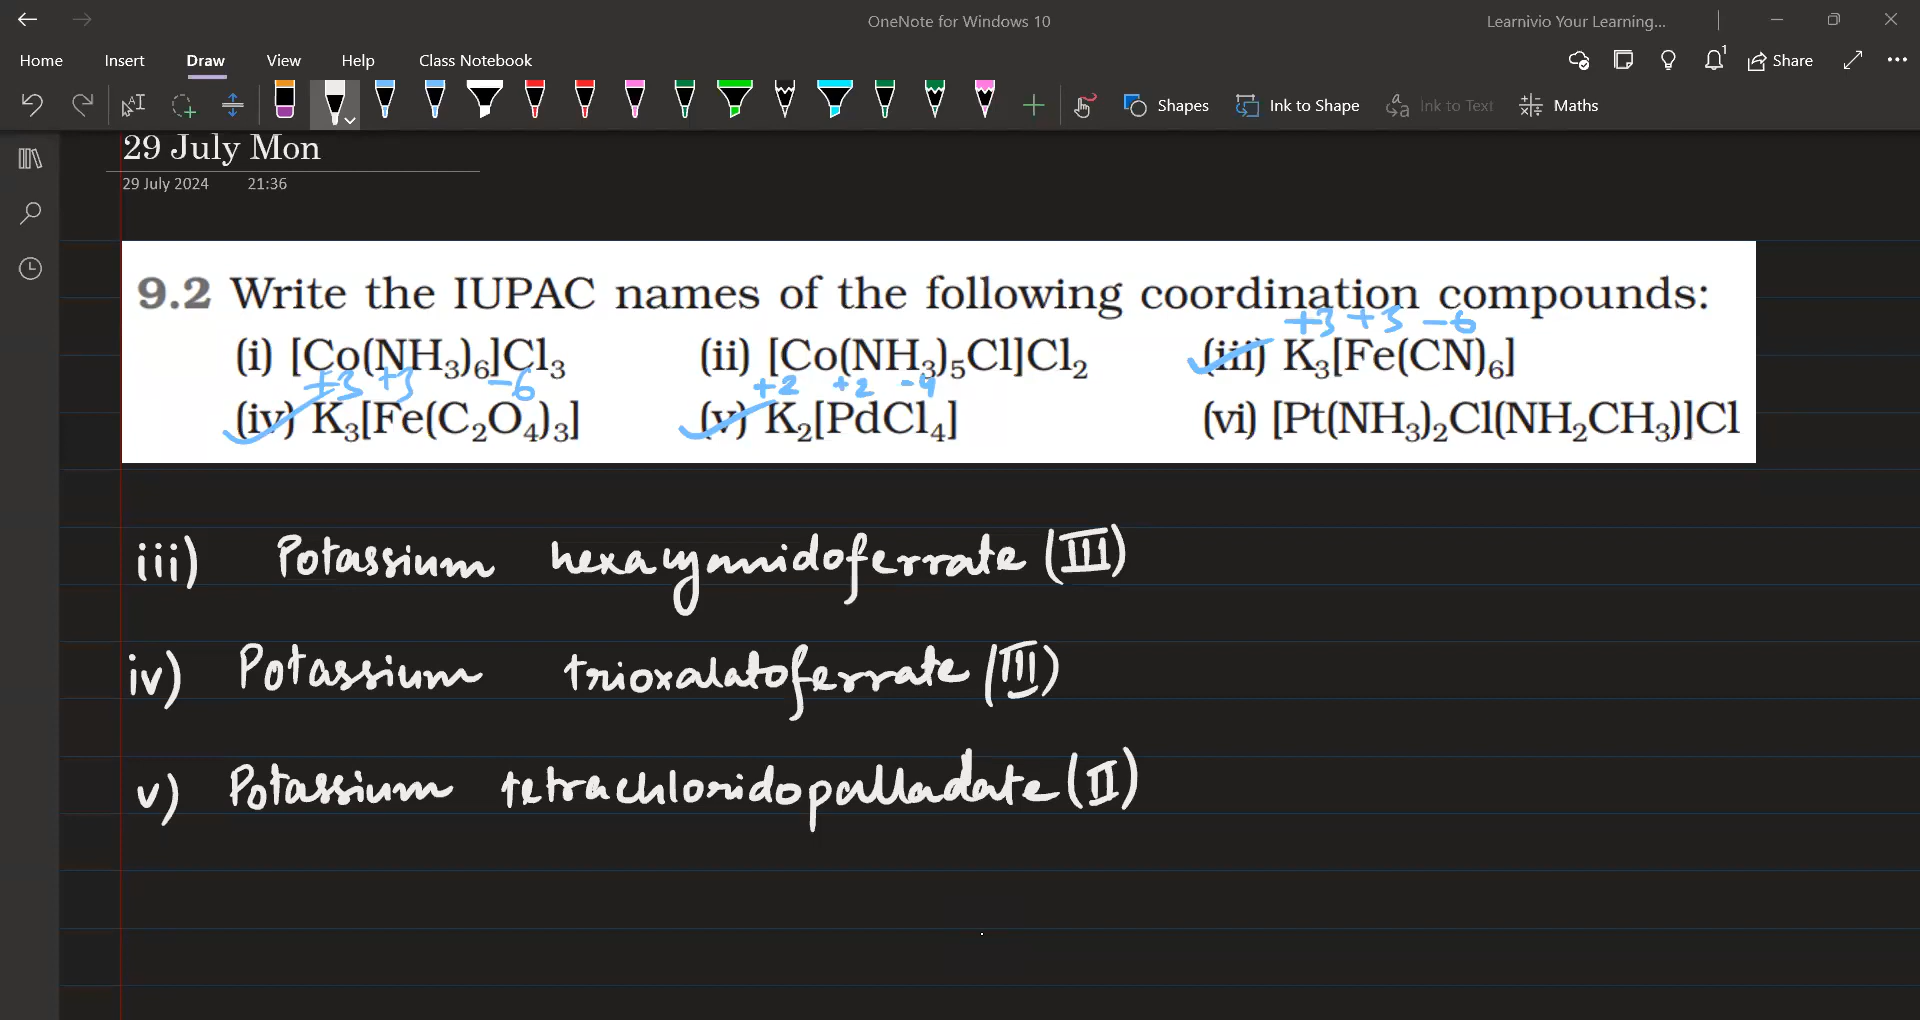 OneNote for Windows 10
Learnivio Your Learning...
Home Insert Draw View Help Class Notebook
1 Share
Shapes Ink to Shape Ink to Text Maths
29 July Mon
29 July 2024 21:36
9.2 Write the IUPAC names of the following coordination compounds:
+3 +3 -6
(i) [Co(NH₃)₆]Cl₃ (ii) [Co(NH₃)₅Cl]Cl₂ (iii) K₃[Fe(CN)₆]
+3 +3 -6 +2 +2 -4
(iv) K₃[Fe(C₂O₄)₃] (v) K₂[PdCl₄] (vi) [Pt(NH₃)₂Cl(NH₂CH₃)]Cl
iii) Potassium hexacyanidoferrate (III)
iv) Potassium trioxalatoferrate (III)
v) Potassium tetrachloridopalladate (II)